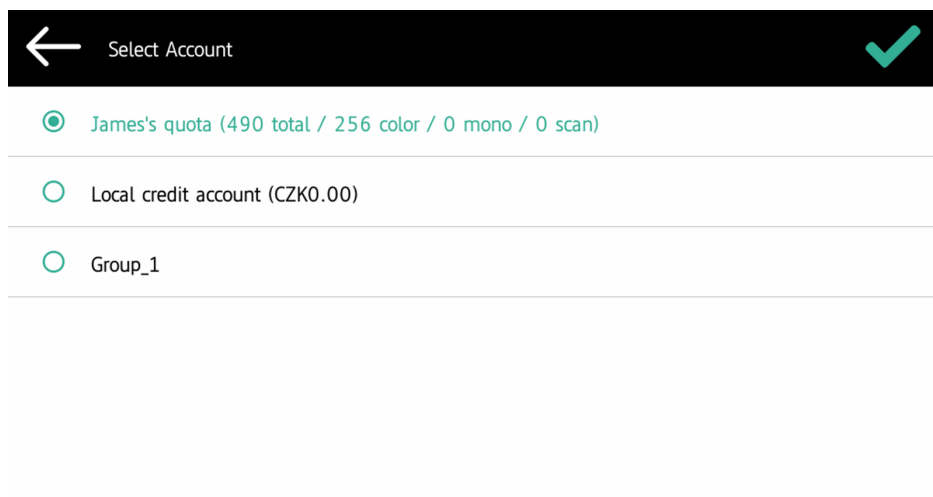 Select Account
James's quota (490 total / 256 color / 0 mono / 0 scan)
Local credit account (CZK0.00)
Group_1